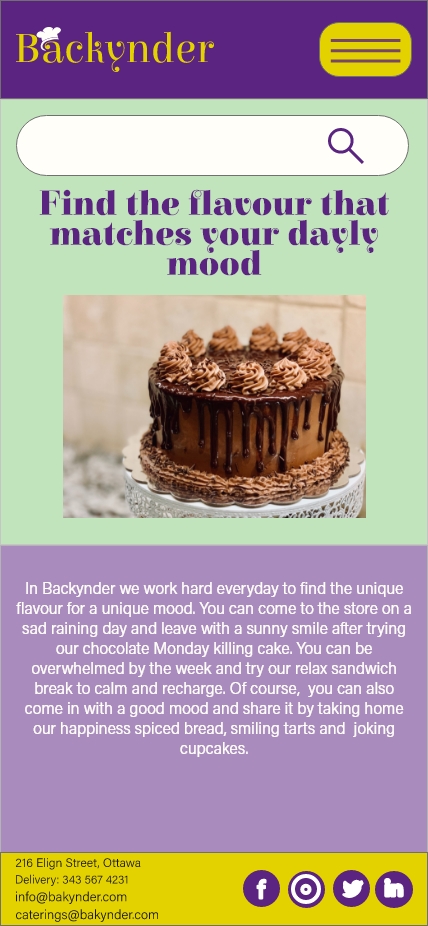 Backynder
Find the flavour that
matches your dayly
mood
In Backynder we work hard everyday to find the unique
flavour for a unique mood. You can come to the store on a
sad raining day and leave with a sunny smile after trying
our chocolate Monday killing cake. You can be
overwhelmed by the week and try our relax sandwich
break to calm and recharge. Of course,  you can also
come in with a good mood and share it by taking home
our happiness spiced bread, smiling tarts and  joking
cupcakes.
216 Elign Street, Ottawa
Delivery: 343 567 4231
info@bakynder.com
caterings@bakynder.com